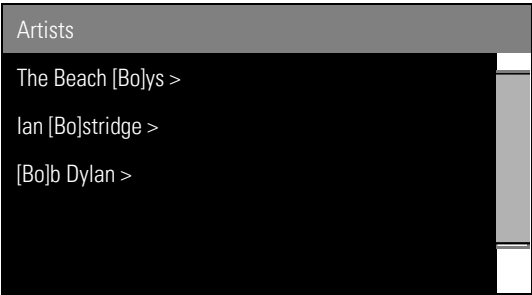 Artists
The Beach [Bo]ys >
Ian [Bo]stridge >
[Bo]b Dylan >